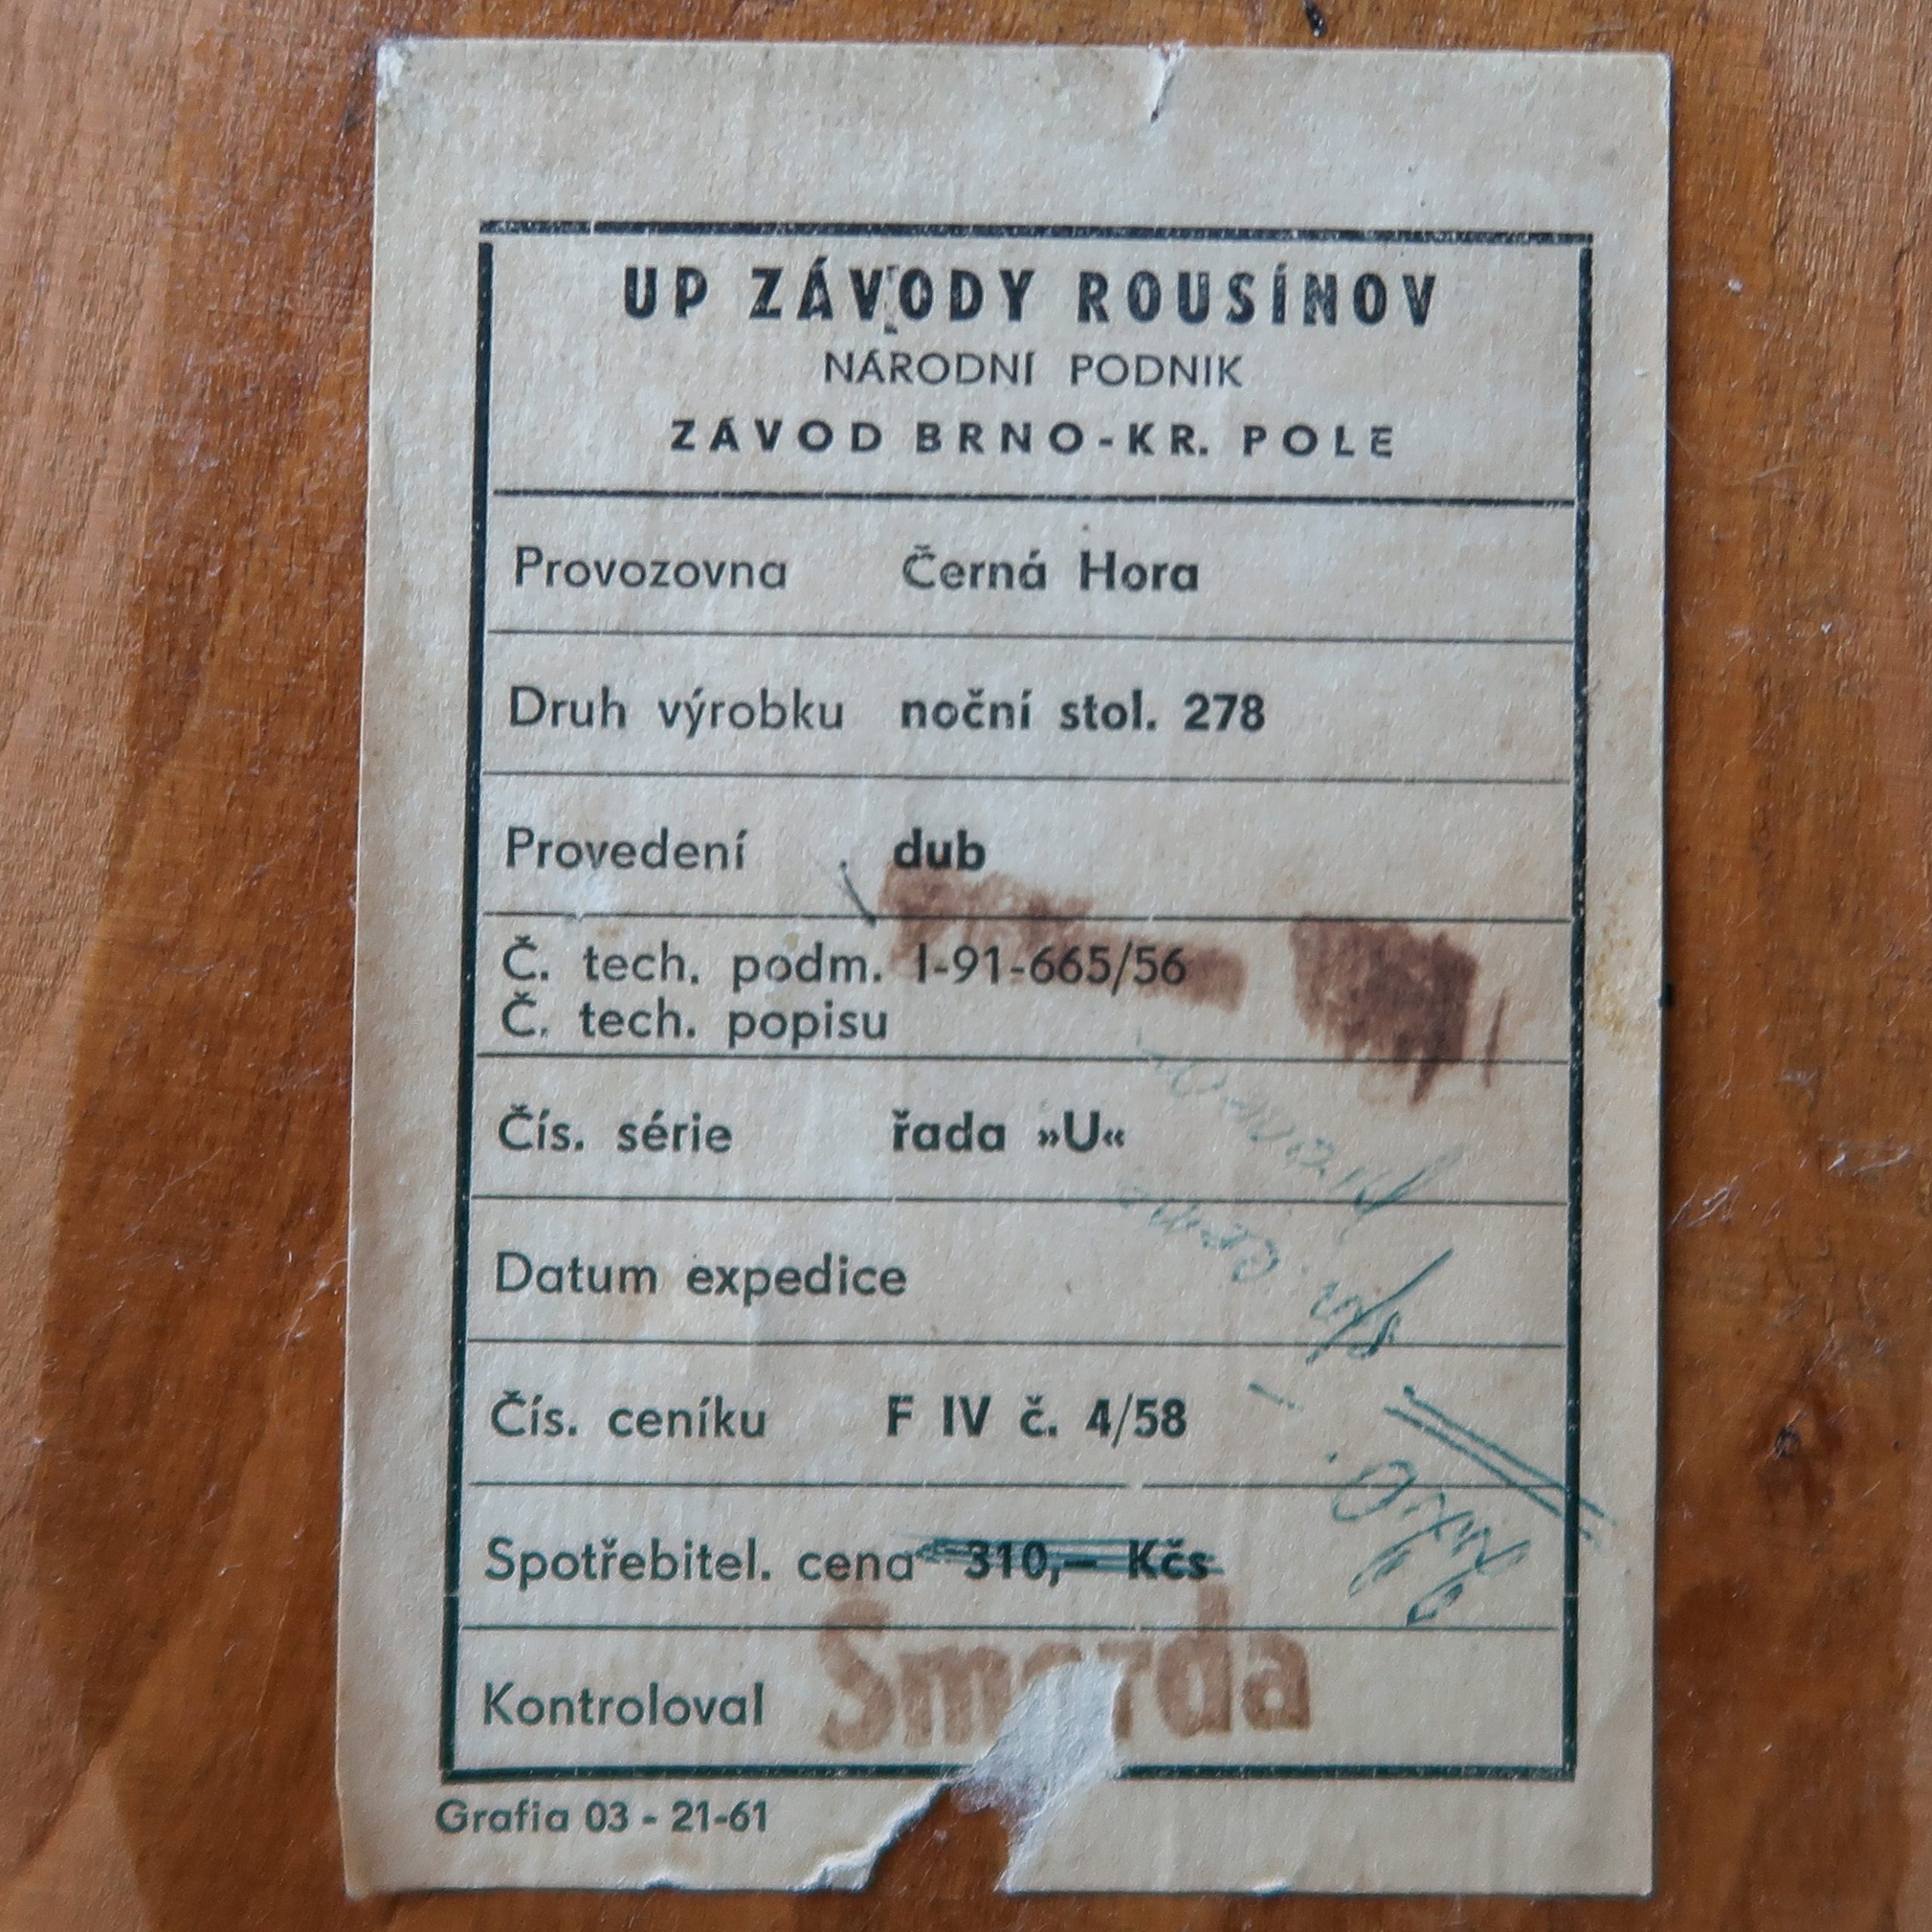 UP ZÁVODY ROUSÍNOV
NÁRODNÍ PODNIK
ZÁVOD BRNO-KR. POLE
Provozovna Černá Hora
Druh výrobku noční stol. 278
Provedení dub
Č. tech. podm. I-91-665/56
Č. tech. popisu
Čís. série řada »U«
Datum expedice
Čís. ceníku F IV č. 4/58
Spotřebitel. cena 310,— Kčs
Kontroloval
Grafia 03 - 21-61